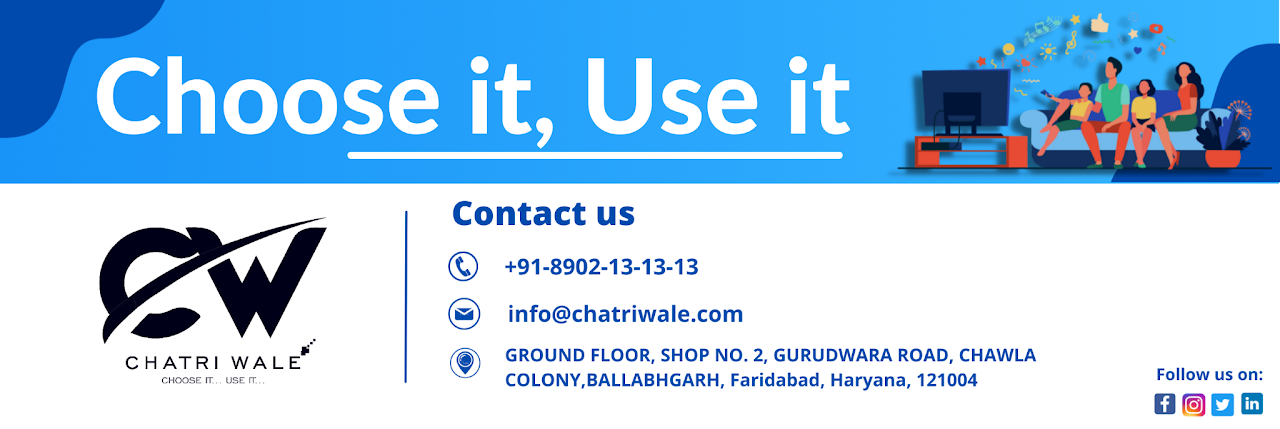 Choose it, Use it
CW
CHATRI WALE
CHOOSE IT... USE IT...
Contact us
+91-8902-13-13-13
info@chatriwale.com
GROUND FLOOR, SHOP NO. 2, GURUDWARA ROAD, CHAWLA
COLONY,BALLABHGARH, Faridabad, Haryana, 121004
Follow us on: